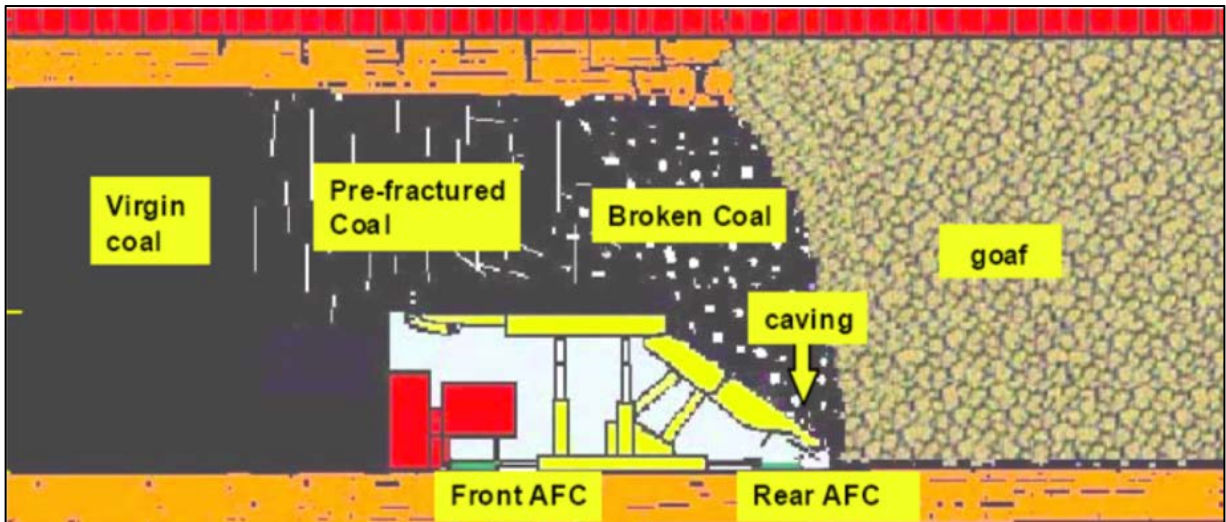 Virgin
coal
Pre-fractured
Coal
Broken Coal
goaf
caving
Front AFC
Rear AFC